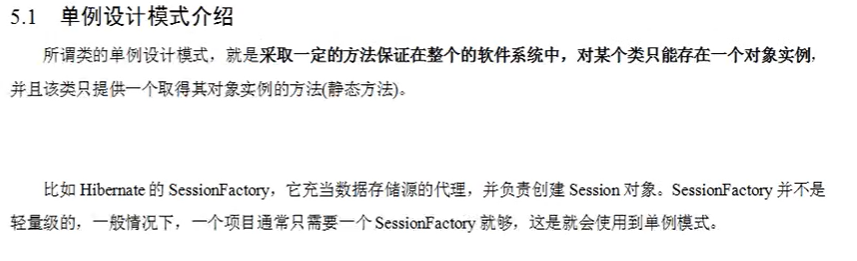 5.1 单例设计模式介绍
所谓类的单例设计模式，就是采取一定的方法保证在整个的软件系统中，对某个类只能存在一个对象实例，
并且该类只提供一个取得其对象实例的方法(静态方法)。
比如 Hibernate 的 SessionFactory，它充当数据存储源的代理，并负责创建 Session 对象。SessionFactory 并不是
轻量级的，一般情况下，一个项目通常只需要一个 SessionFactory 就够，这是就会使用到单例模式。